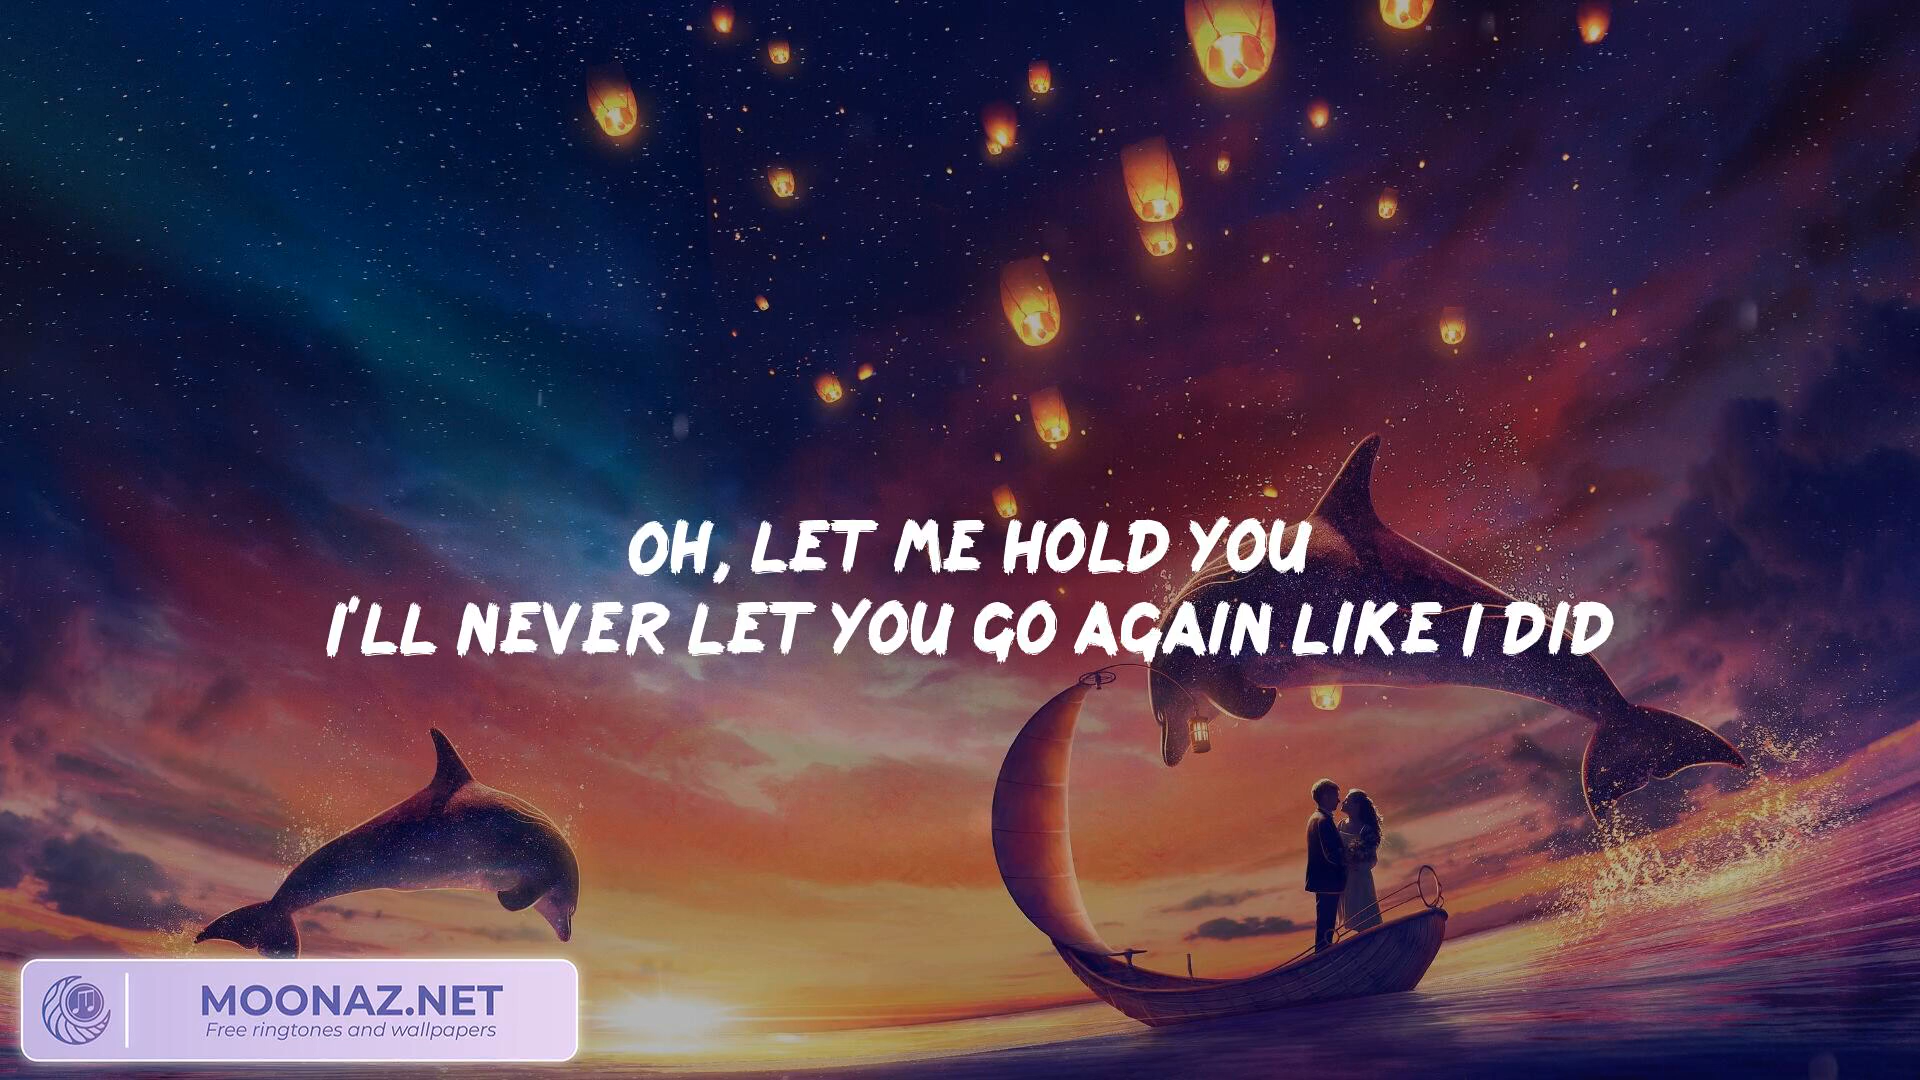 OH, LET ME HOLD YOU
I'LL NEVER LET YOU GO AGAIN LIKE I DID
MOONAZ.NET
Free ringtones and wallpapers